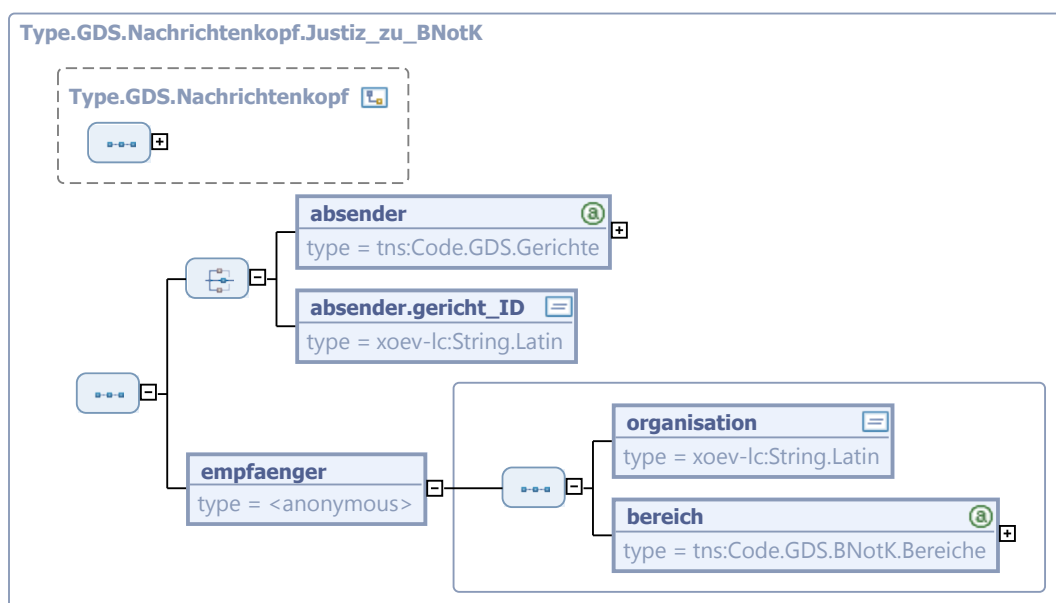 Type.GDS.Nachrichtenkopf.Justiz_zu_BNotK
Type.GDS.Nachrichtenkopf
absender
type = tns:Code.GDS.Gerichte
absender.gericht_ID
type = xoev-lc:String.Latin
organisation
type = xoev-lc:String.Latin
empfaenger
type = <anonymous>
bereich
type = tns:Code.GDS.BNotK.Bereiche